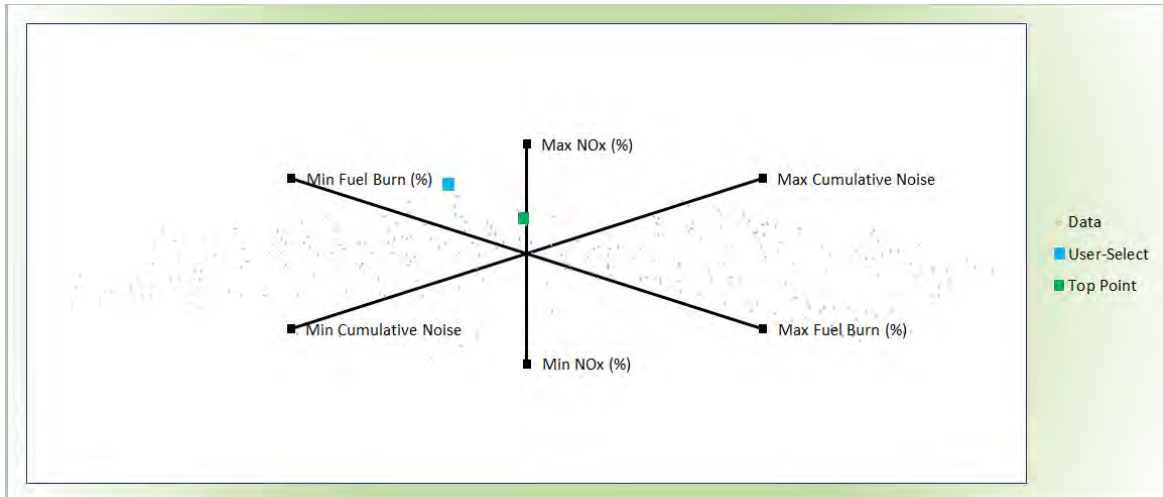 Max NOx (%)
Min Fuel Burn (%)
Max Cumulative Noise
Data
User-Select
Top Point
Min Cumulative Noise
Max Fuel Burn (%)
Min NOx (%)